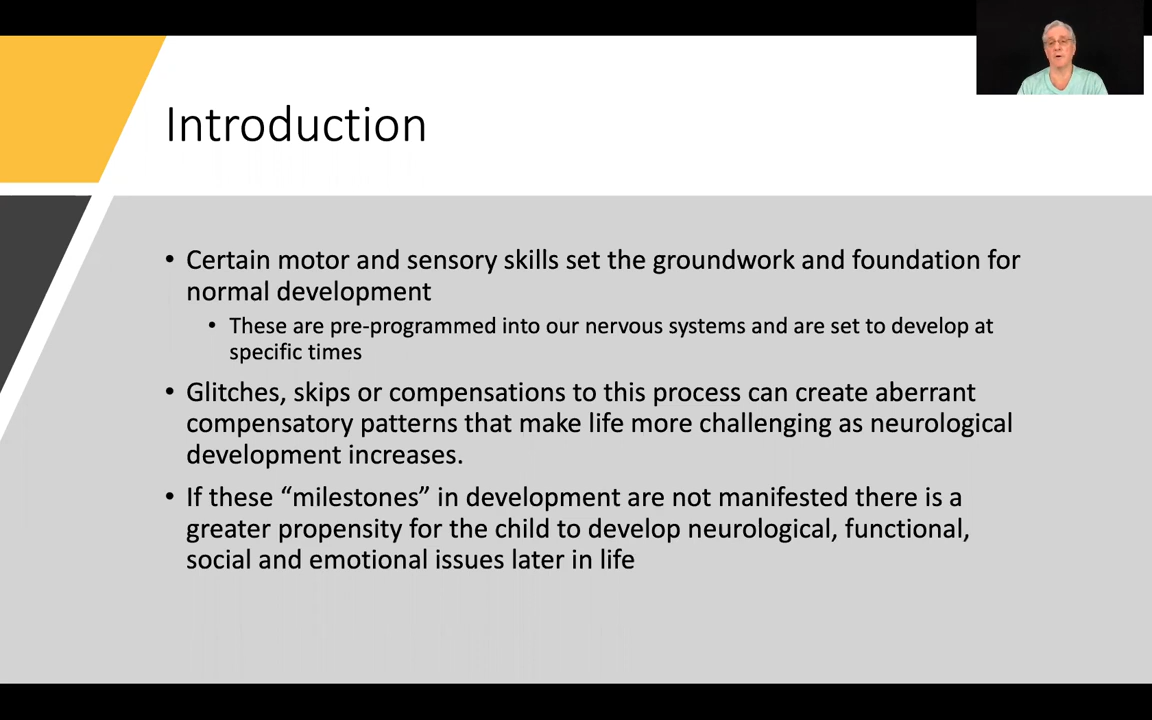 Introduction
• Certain motor and sensory skills set the groundwork and foundation for
normal development
• These are pre-programmed into our nervous systems and are set to develop at
specific times
• Glitches, skips or compensations to this process can create aberrant
compensatory patterns that make life more challenging as neurological
development increases.
• If these “milestones” in development are not manifested there is a
greater propensity for the child to develop neurological, functional,
social and emotional issues later in life